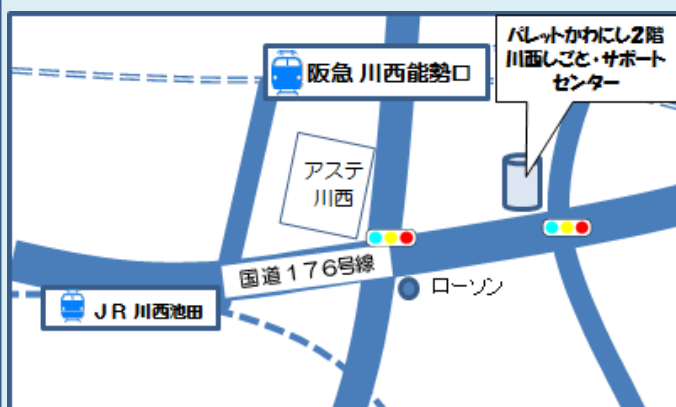 パレットかわにし2階
川西しごと・サポート
センター
阪急 川西能勢口
アステ
川西
国道176号線
ローソン
JR 川西池田